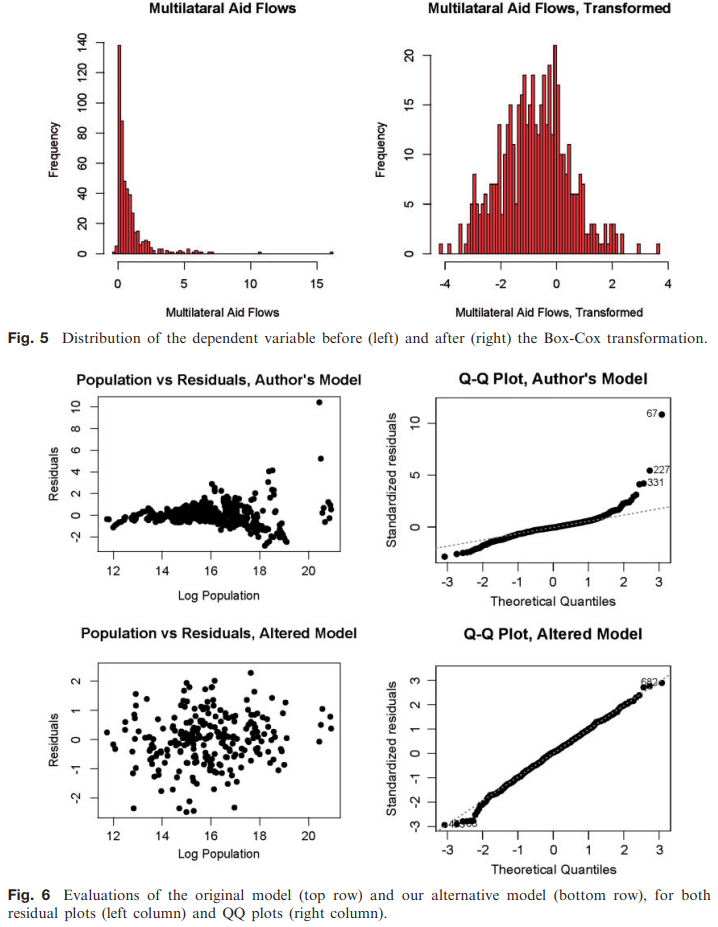 Multilataral Aid Flows
Multilataral Aid Flows, Transformed
Frequency
0 20 40 60 80 100 120 140
0 5 10 15
Multilateral Aid Flows
Frequency
0 5 10 15 20
-4 -2 0 2 4
Multilateral Aid Flows, Transformed
Fig. 5 Distribution of the dependent variable before (left) and after (right) the Box-Cox transformation.
Population vs Residuals, Author's Model
Q-Q Plot, Author's Model
Residuals
-2 0 2 4 6 8 10
12 14 16 18 20
Log Population
Standardized residuals
0 5 10
67
227
331
-3 -2 -1 0 1 2 3
Theoretical Quantiles
Population vs Residuals, Altered Model
Q-Q Plot, Altered Model
Residuals
-2 -1 0 1 2
12 14 16 18 20
Log Population
Standardized residuals
-3 -2 -1 0 1 2 3
682
-3 -2 -1 0 1 2 3
Theoretical Quantiles
Fig. 6 Evaluations of the original model (top row) and our alternative model (bottom row), for both
residual plots (left column) and QQ plots (right column).